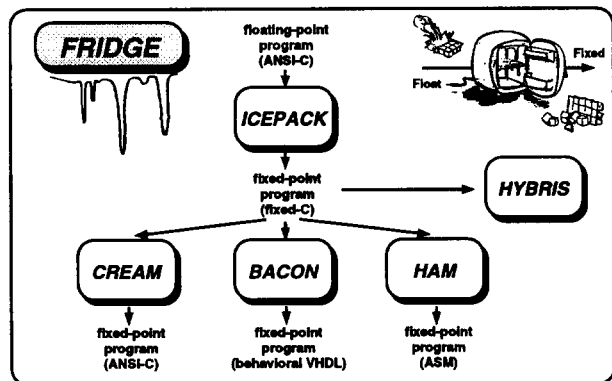 FRIDGE
floating-point
program
(ANSI-C)
Fixed
Float
ICEPACK
fixed-point
program
(fixed-C)
HYBRIS
CREAM
BACON
HAM
fixed-point
program
(ANSI-C)
fixed-point
program
(behavioral VHDL)
fixed-point
program
(ASM)